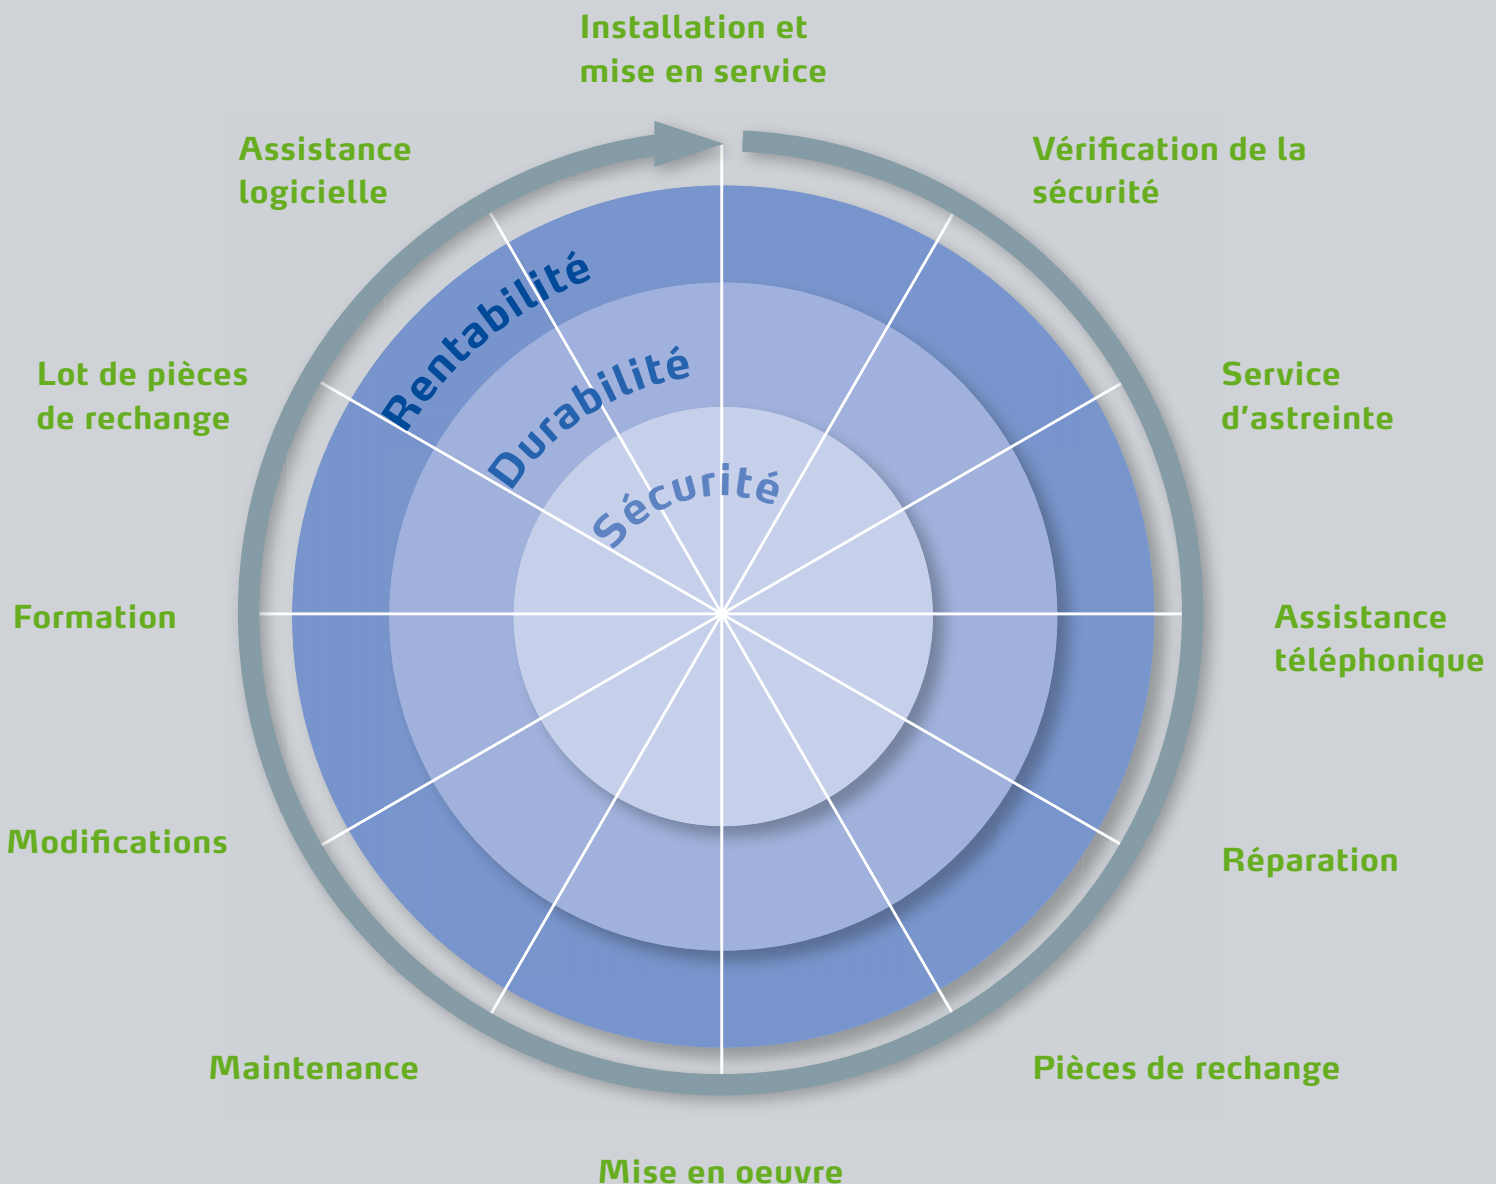 Installation et
mise en service
Assistance
logicielle
Vérification de la
sécurité
Rentabilité
Durabilité
Sécurité
Lot de pièces
de rechange
Service
d’astreinte
Formation
Assistance
téléphonique
Modifications
Réparation
Maintenance
Pièces de rechange
Mise en oeuvre